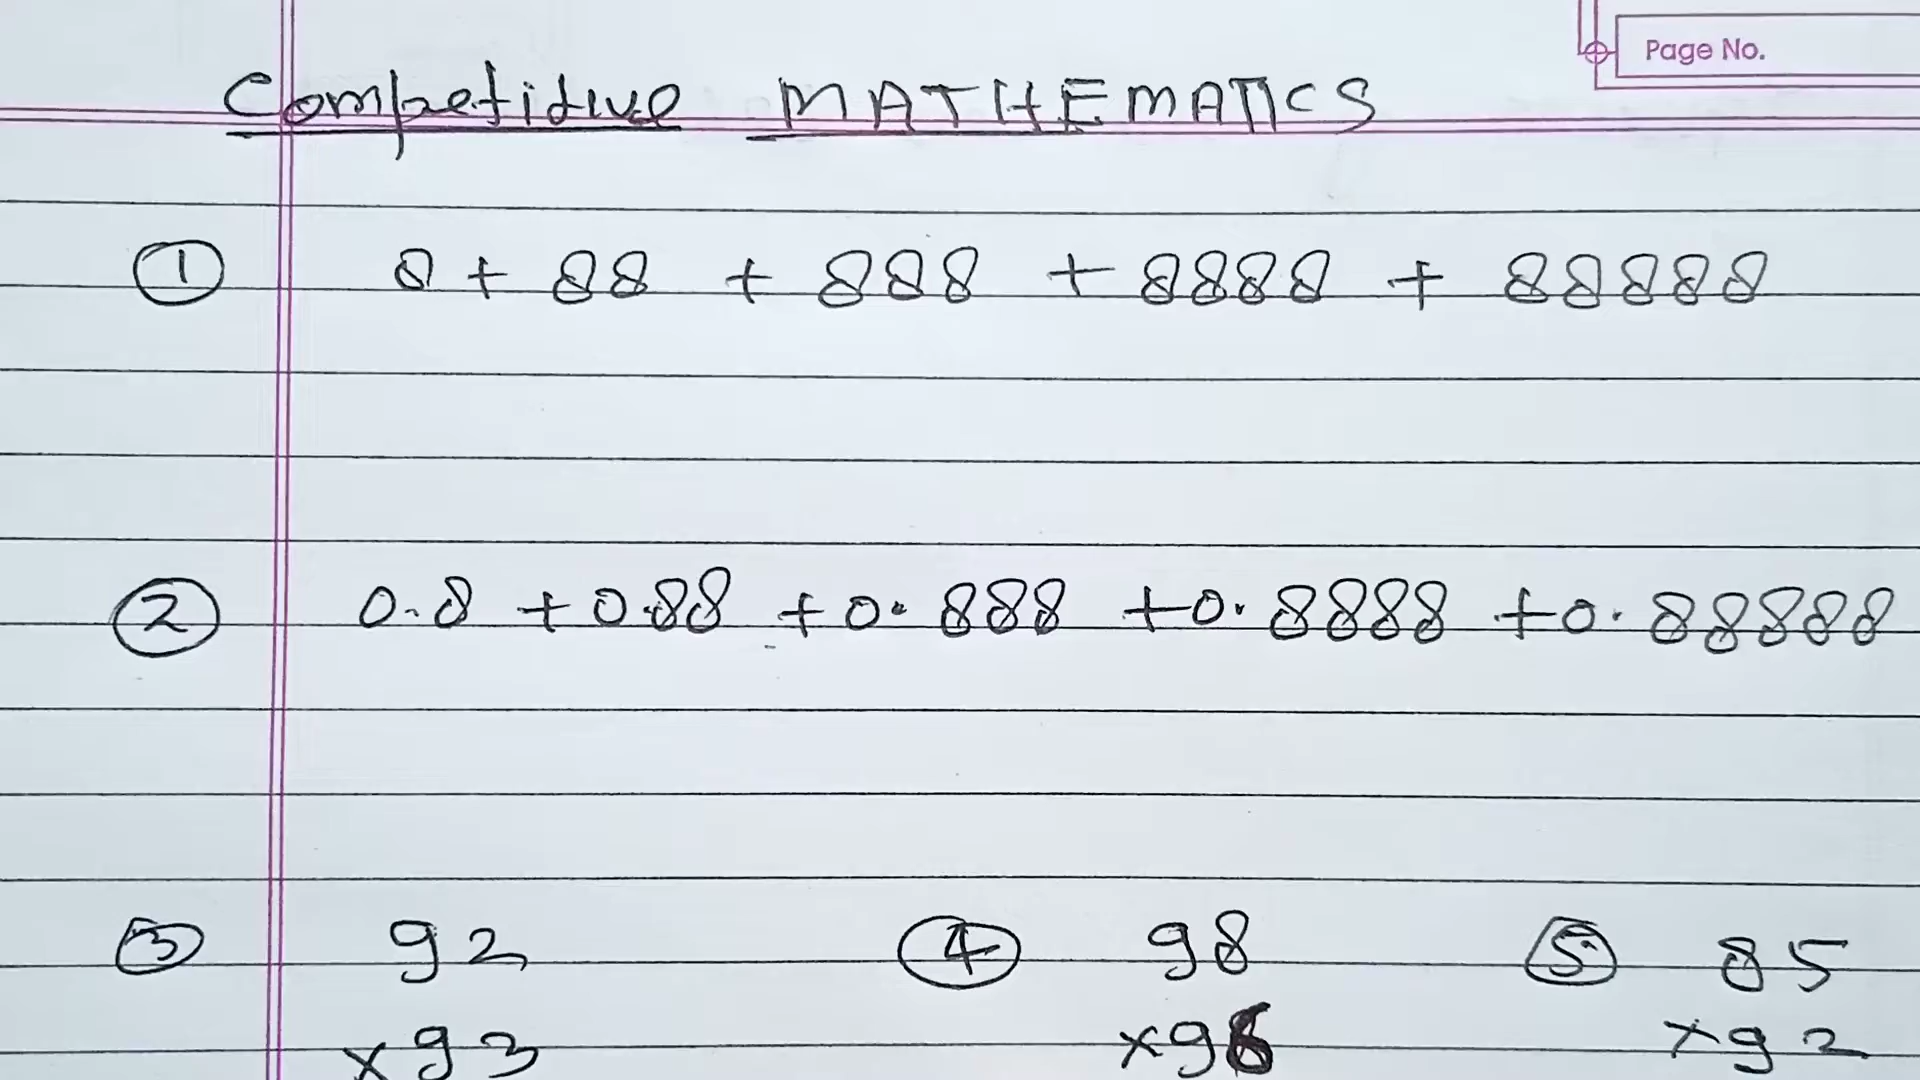 Page No.
Competitive MATHEMATICS
1 8 + 88 + 888 + 8888 + 88888
2 0.8 + 0.88 + 0.888 + 0.8888 + 0.88888
3 92 4 98 5 85
×93 ×96 ×92